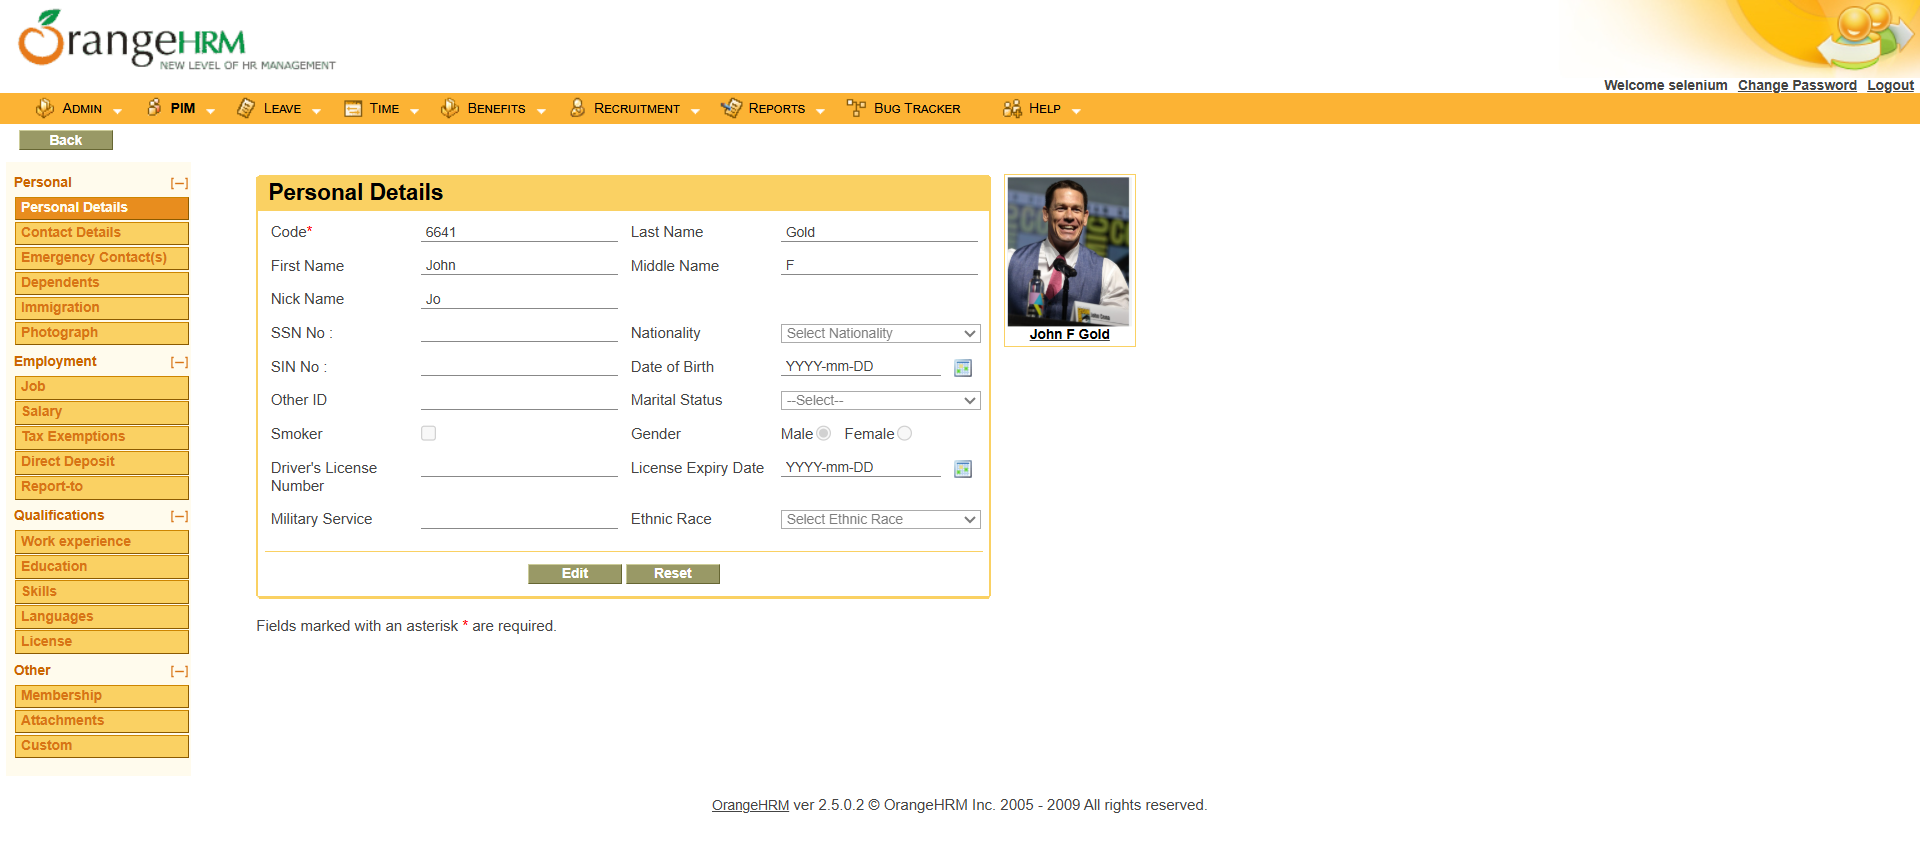 OrangeHRM
NEW LEVEL OF HR MANAGEMENT
Welcome selenium Change Password Logout
ADMIN PIM LEAVE TIME BENEFITS RECRUITMENT REPORTS BUG TRACKER HELP
Back
Personal [–]
Personal Details
Contact Details
Emergency Contact(s)
Dependents
Immigration
Photograph
Employment [–]
Job
Salary
Tax Exemptions
Direct Deposit
Report-to
Qualifications [–]
Work experience
Education
Skills
Languages
License
Other [–]
Membership
Attachments
Custom
Personal Details
Code* 6641 Last Name Gold
First Name John Middle Name F
Nick Name Jo
SSN No : Nationality Select Nationality
SIN No : Date of Birth YYYY-mm-DD
Other ID Marital Status --Select--
Smoker Gender Male Female
Driver's License Number License Expiry Date YYYY-mm-DD
Military Service Ethnic Race Select Ethnic Race
Edit Reset
Fields marked with an asterisk * are required.
John F Gold
OrangeHRM ver 2.5.0.2 © OrangeHRM Inc. 2005 - 2009 All rights reserved.